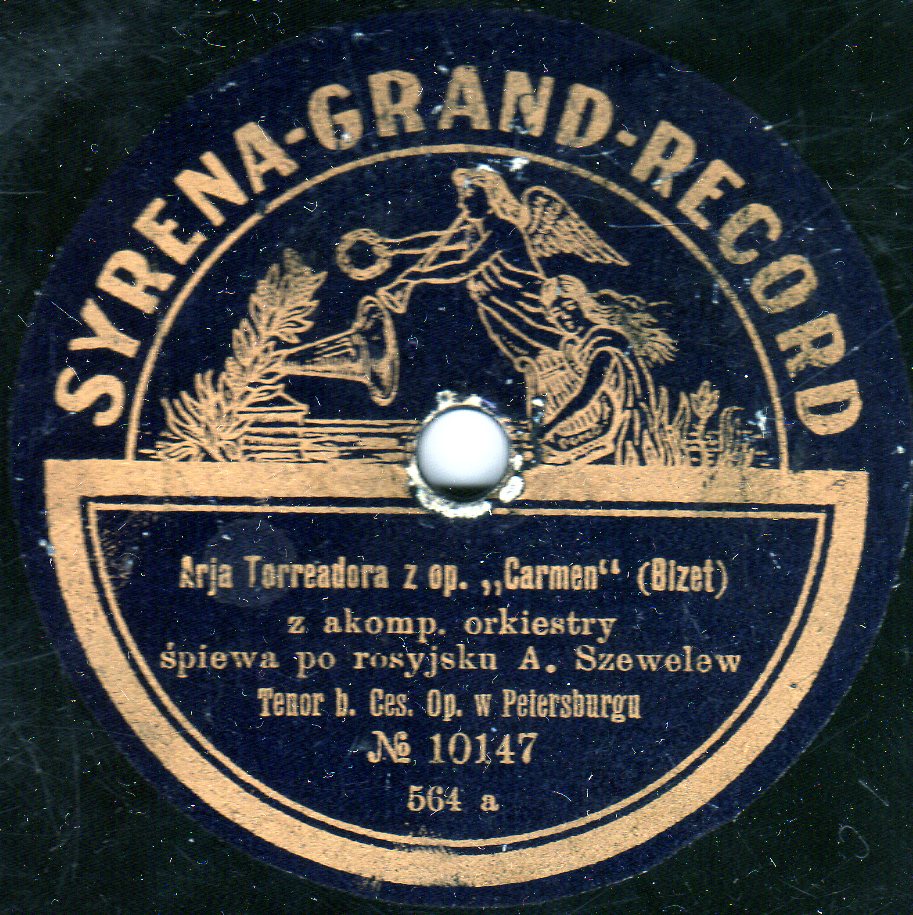 SYRENA-GRAND-RECORD
Arja Torreadora z op. „Carmen“ (Bizet)
z akomp. orkiestry
śpiewa po rosyjsku A. Szewelew
Tenor b. Ces. Op. w Petersburgu
№ 10147
564 a